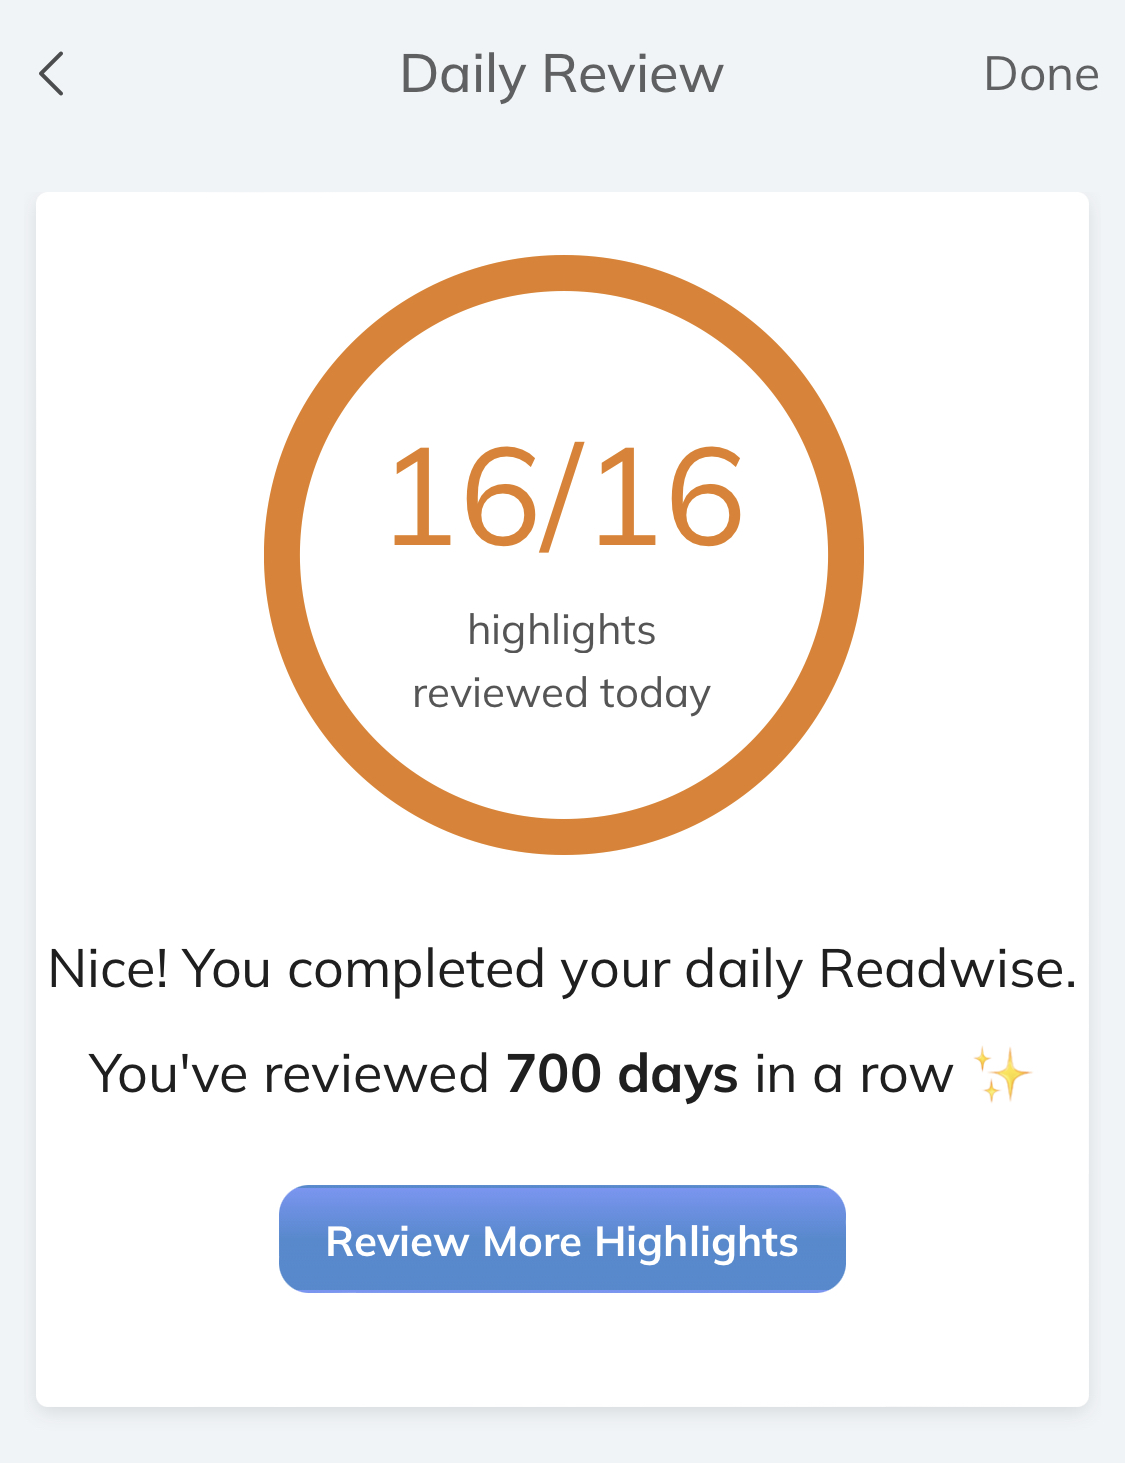 Daily Review
Done
16/16
highlights
reviewed today
Nice! You completed your daily Readwise.
You've reviewed 700 days in a row ✨
Review More Highlights